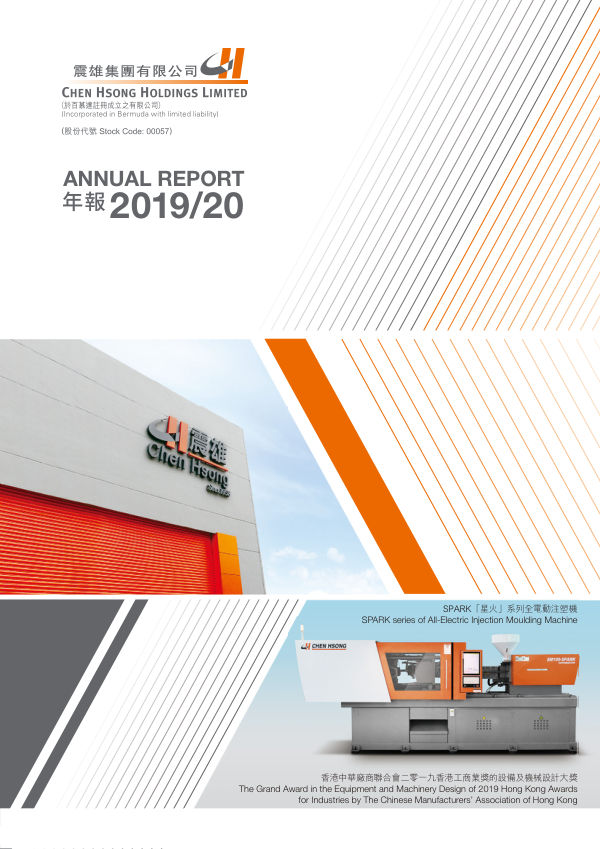 震雄集團有限公司
CHEN HSONG HOLDINGS LIMITED
(於百慕達註冊成立之有限公司)
(Incorporated in Bermuda with limited liability)
(股份代號 Stock Code: 00057)
ANNUAL REPORT
年報 2019/20
震雄
Chen Hsong
SPARK「星火」系列全電動注塑機
SPARK series of All-Electric Injection Moulding Machine
CHEN HSONG
香港中華廠商聯合會二零一九香港工商業獎的設備及機械設計大獎
The Grand Award in the Equipment and Machinery Design of 2019 Hong Kong Awards
for Industries by The Chinese Manufacturers' Association of Hong Kong